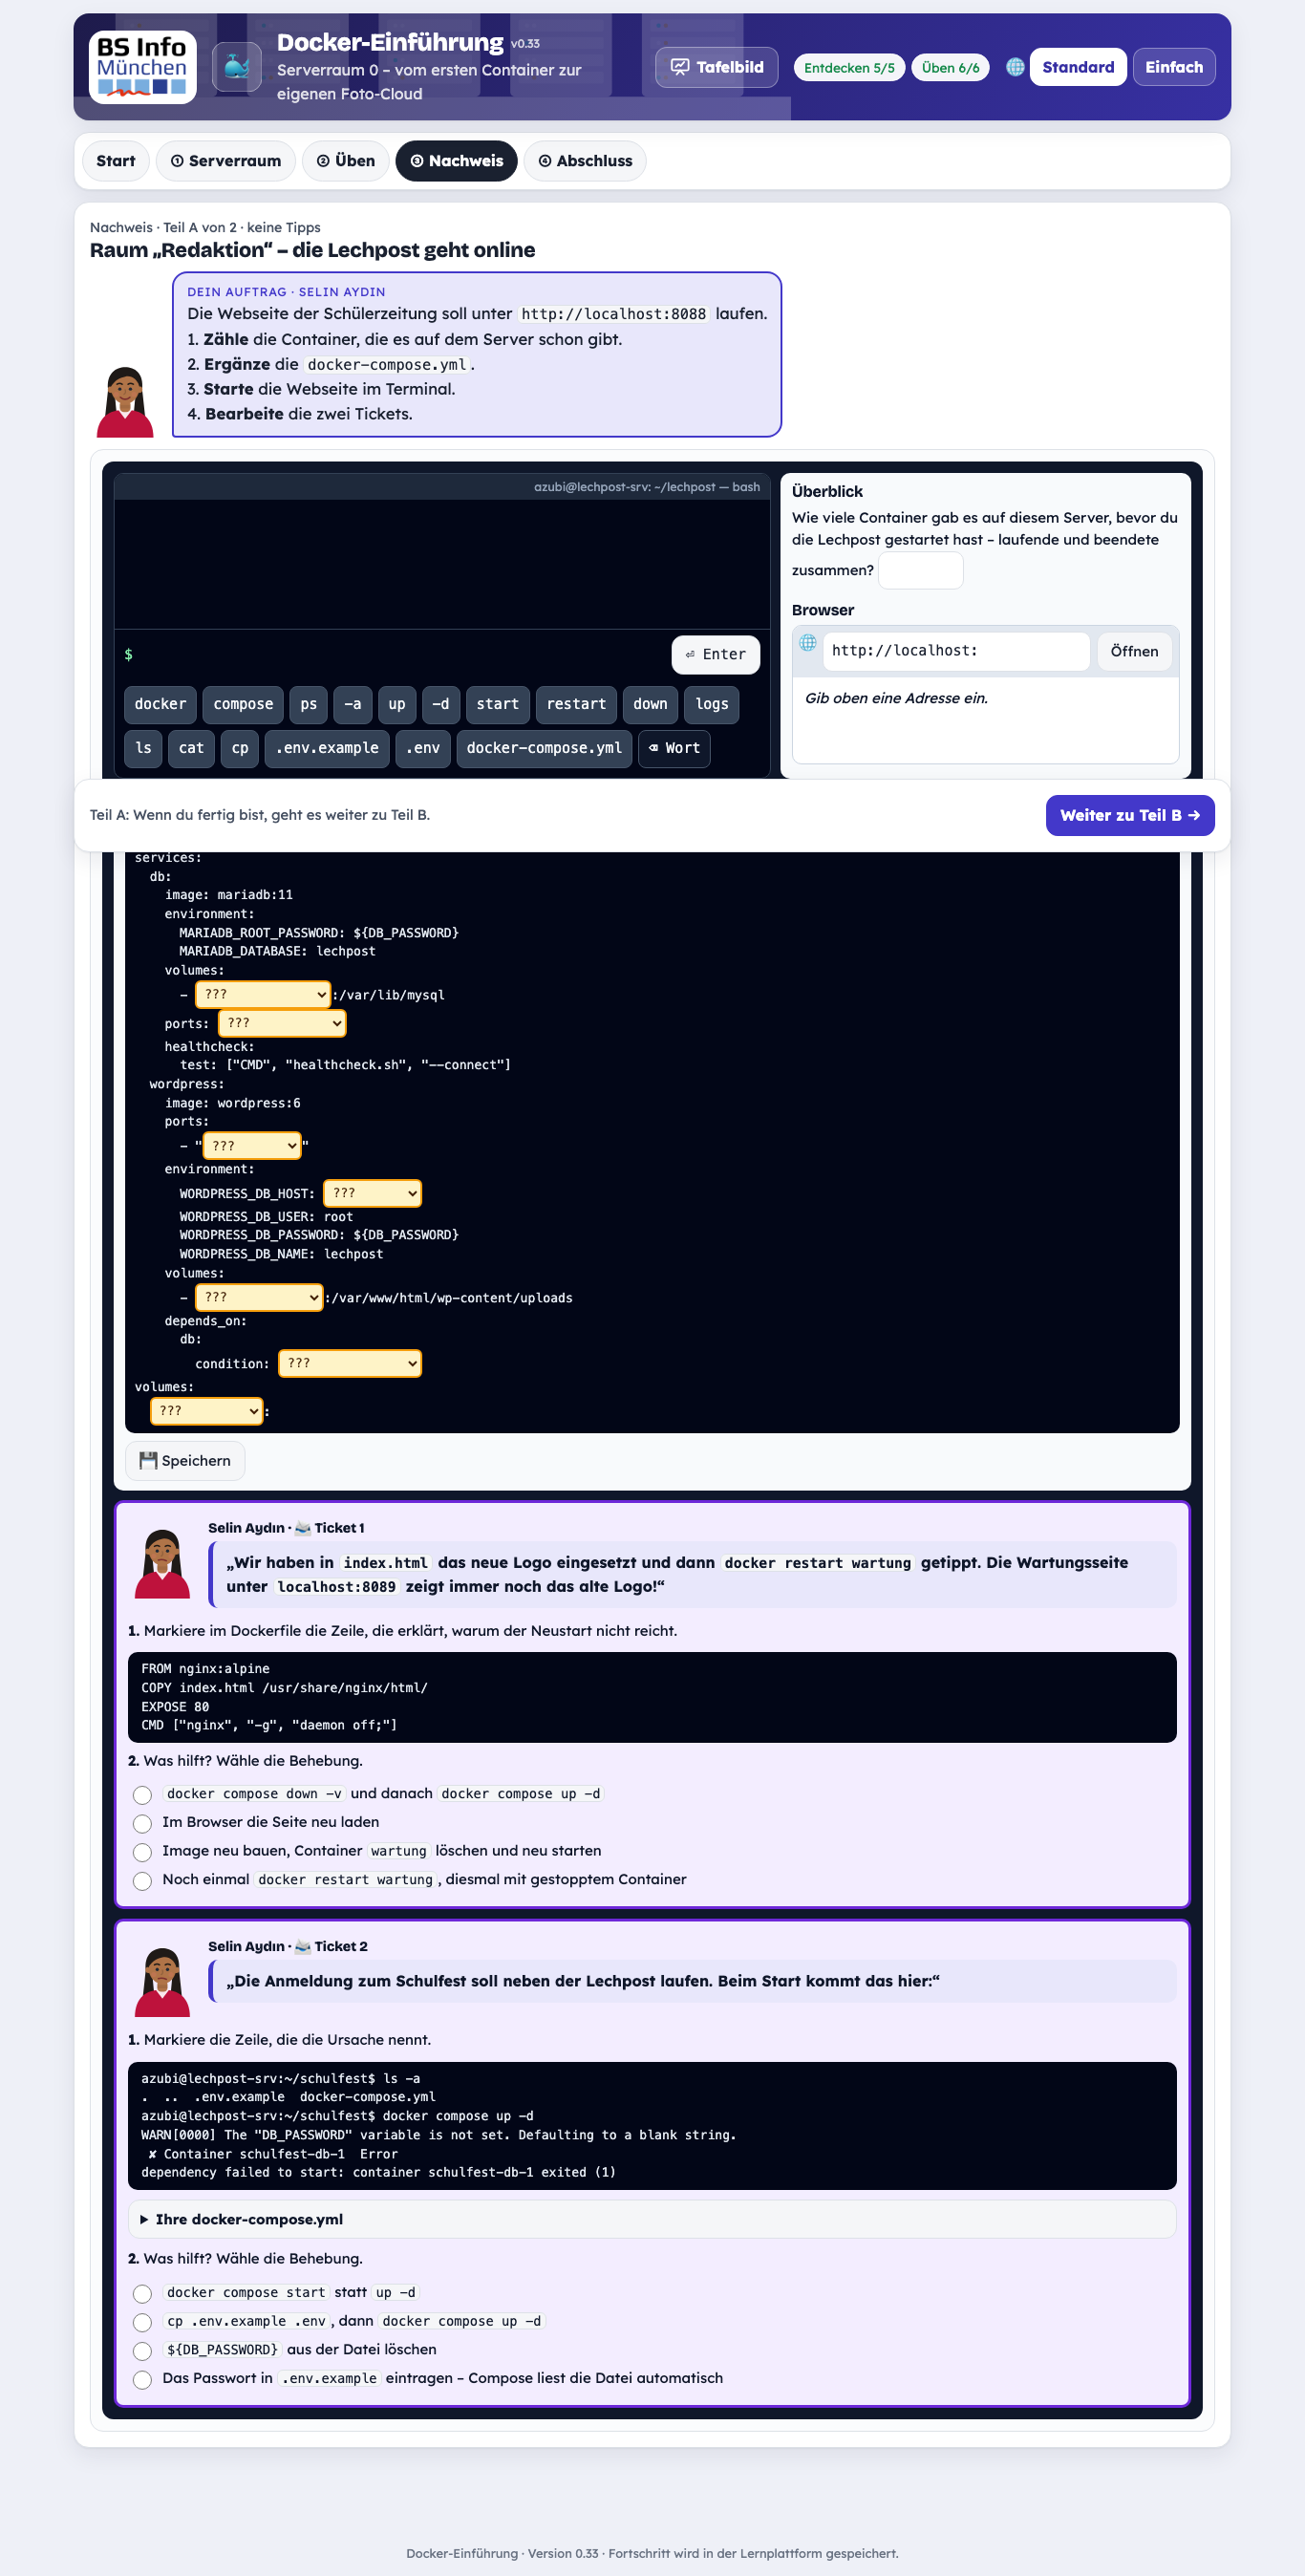 BS Info
München
Docker-Einführung v0.33
Serverraum 0 – vom ersten Container zur
eigenen Foto-Cloud
Tafelbild
Entdecken 5/5
Üben 6/6
Standard
Einfach
Start
① Serverraum
② Üben
③ Nachweis
④ Abschluss
Nachweis · Teil A von 2 · keine Tipps
Raum „Redaktion“ – die Lechpost geht online
DEIN AUFTRAG · SELIN AYDIN
Die Webseite der Schülerzeitung soll unter http://localhost:8088 laufen.
1. Zähle die Container, die es auf dem Server schon gibt.
2. Ergänze die docker-compose.yml.
3. Starte die Webseite im Terminal.
4. Bearbeite die zwei Tickets.
azubi@lechpost-srv: ~/lechpost — bash
$
⏎ Enter
docker compose ps -a up -d start restart down logs
ls cat cp .env.example .env docker-compose.yml ⌫ Wort
Überblick
Wie viele Container gab es auf diesem Server, bevor du
die Lechpost gestartet hast – laufende und beendete
zusammen?
Browser
http://localhost:
Öffnen
Gib oben eine Adresse ein.
Teil A: Wenn du fertig bist, geht es weiter zu Teil B.
Weiter zu Teil B →
services:
  db:
    image: mariadb:11
    environment:
      MARIADB_ROOT_PASSWORD: ${DB_PASSWORD}
      MARIADB_DATABASE: lechpost
    volumes:
      - ???:/var/lib/mysql
    ports: ???
    healthcheck:
      test: ["CMD", "healthcheck.sh", "--connect"]
  wordpress:
    image: wordpress:6
    ports:
      - "???"
    environment:
      WORDPRESS_DB_HOST: ???
      WORDPRESS_DB_USER: root
      WORDPRESS_DB_PASSWORD: ${DB_PASSWORD}
      WORDPRESS_DB_NAME: lechpost
    volumes:
      - ???:/var/www/html/wp-content/uploads
    depends_on:
      db:
        condition: ???
volumes:
  ???:
💾 Speichern
Selin Aydın · 📨 Ticket 1
„Wir haben in index.html das neue Logo eingesetzt und dann docker restart wartung getippt. Die Wartungsseite
unter localhost:8089 zeigt immer noch das alte Logo!“
1. Markiere im Dockerfile die Zeile, die erklärt, warum der Neustart nicht reicht.
FROM nginx:alpine
COPY index.html /usr/share/nginx/html/
EXPOSE 80
CMD ["nginx", "-g", "daemon off;"]
2. Was hilft? Wähle die Behebung.
docker compose down -v und danach docker compose up -d
Im Browser die Seite neu laden
Image neu bauen, Container wartung löschen und neu starten
Noch einmal docker restart wartung, diesmal mit gestopptem Container
Selin Aydın · 📨 Ticket 2
„Die Anmeldung zum Schulfest soll neben der Lechpost laufen. Beim Start kommt das hier:“
1. Markiere die Zeile, die die Ursache nennt.
azubi@lechpost-srv:~/schulfest$ ls -a
.  ..  .env.example  docker-compose.yml
azubi@lechpost-srv:~/schulfest$ docker compose up -d
WARN[0000] The "DB_PASSWORD" variable is not set. Defaulting to a blank string.
 ✘ Container schulfest-db-1  Error
dependency failed to start: container schulfest-db-1 exited (1)
▶ Ihre docker-compose.yml
2. Was hilft? Wähle die Behebung.
docker compose start statt up -d
cp .env.example .env, dann docker compose up -d
${DB_PASSWORD} aus der Datei löschen
Das Passwort in .env.example eintragen – Compose liest die Datei automatisch
Docker-Einführung · Version 0.33 · Fortschritt wird in der Lernplattform gespeichert.